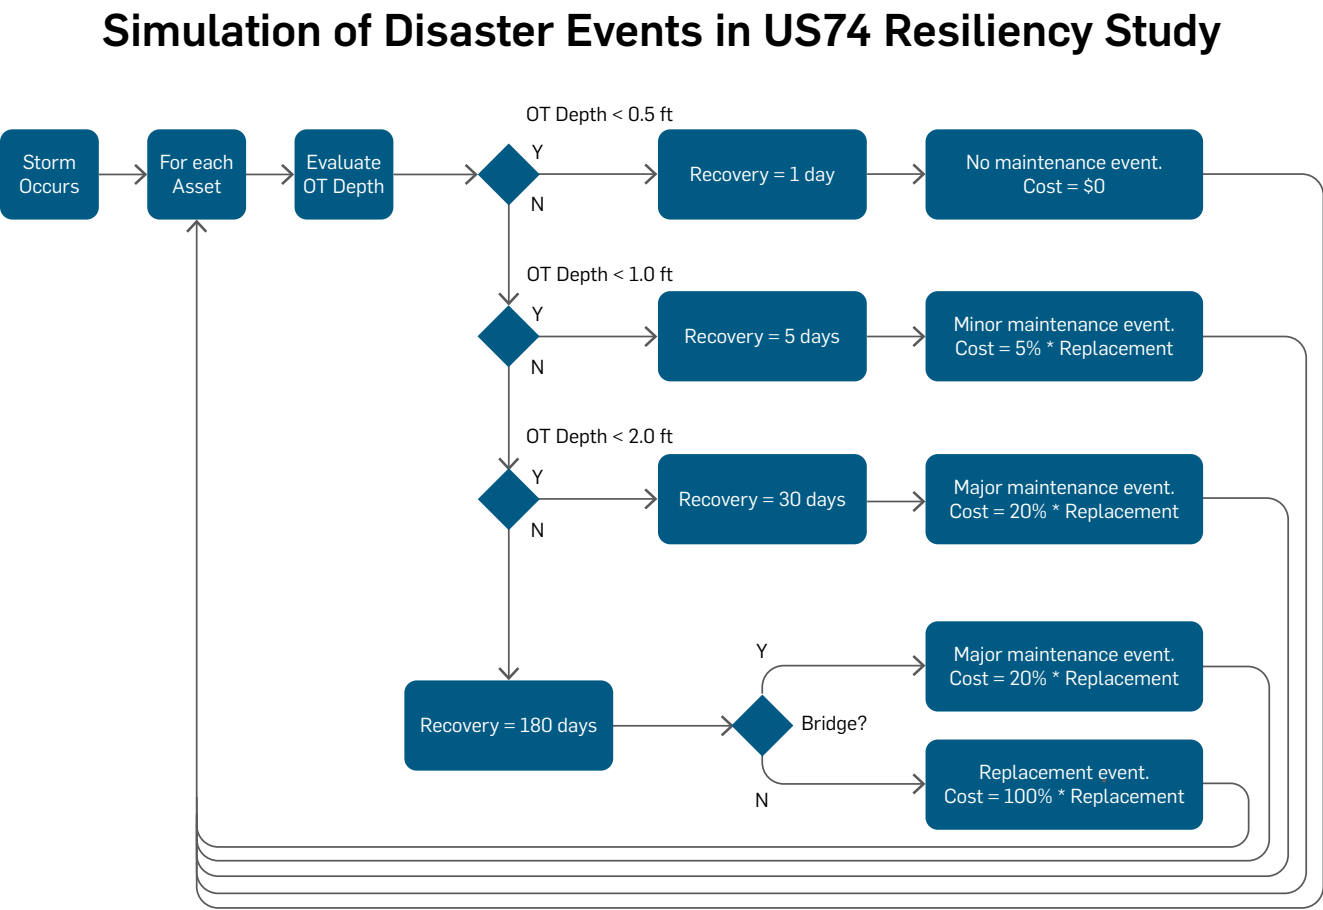 Simulation of Disaster Events in US74 Resiliency Study
OT Depth < 0.5 ft
Storm
Occurs
For each
Asset
Evaluate
OT Depth
Y
N
Recovery = 1 day
No maintenance event.
Cost = $0
OT Depth < 1.0 ft
Y
N
Recovery = 5 days
Minor maintenance event.
Cost = 5% * Replacement
OT Depth < 2.0 ft
Y
N
Recovery = 30 days
Major maintenance event.
Cost = 20% * Replacement
Recovery = 180 days
Y
Bridge?
N
Major maintenance event.
Cost = 20% * Replacement
Replacement event.
Cost = 100% * Replacement